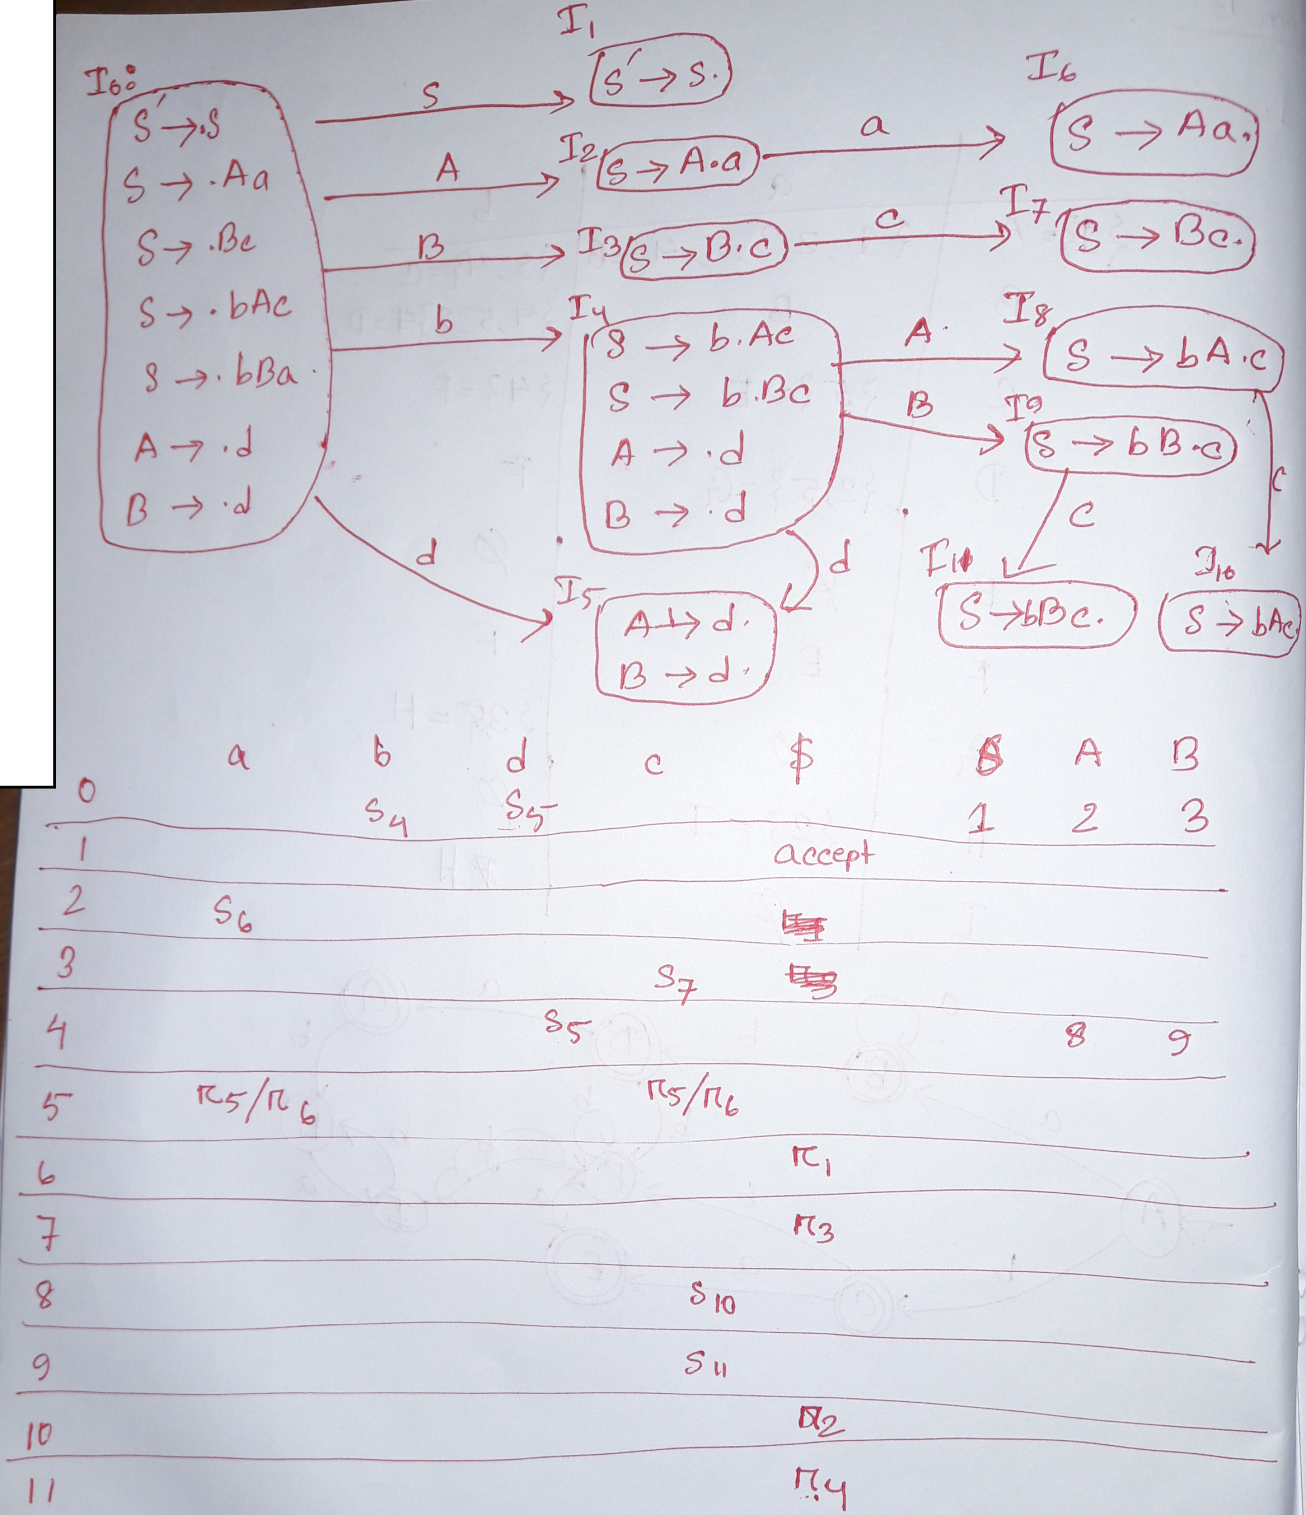 I0:
S' → .S
S → .Aa
S → .Bc
S → .bAc
S → .bBa.
A → .d
B → .d
S
I1
S' → S.
A
I2
S → A.a
a
I6
S → Aa.
B
I3
S → B.c
c
I7
S → Bc.
b
I4
S → b.Ac
S → b.Bc
A → .d
B → .d
A.
I8
S → bA.c
B
I9
S → bB.c
c
c
d
d
I5
A → d.
B → d.
I11
S → bBc.
I10
S → bAc
a b d c $ S A B
0 S4 S5 1 2 3
1 accept
2 S6
3 S7
4 S5 8 9
5 r5/r6 r5/r6
6 r1
7 r3
8 S10
9 S11
10 r2
11 r4